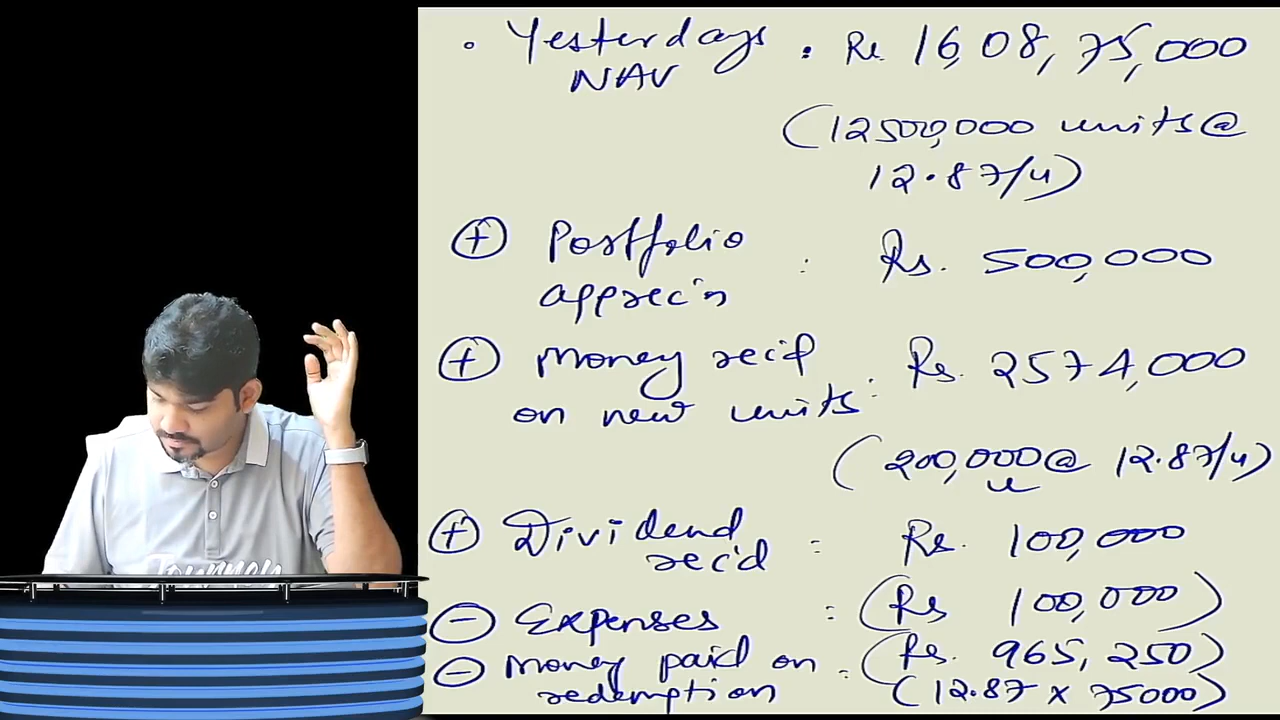 . Yesterdays : Rs. 16,08,75,000
NAV
(12500,000 units @
12.87/u)
(+) Portfolio : Rs. 500,000
apprec'n
(+) Money rec'd : Rs. 2574,000
on new units
(200,000 @ 12.87/u)
u
(+) Dividend : Rs. 100,000
rec'd
(-) Expenses : (Rs 100,000)
(-) Money paid on : (Rs. 965,250)
redemption (12.87 x 75000)